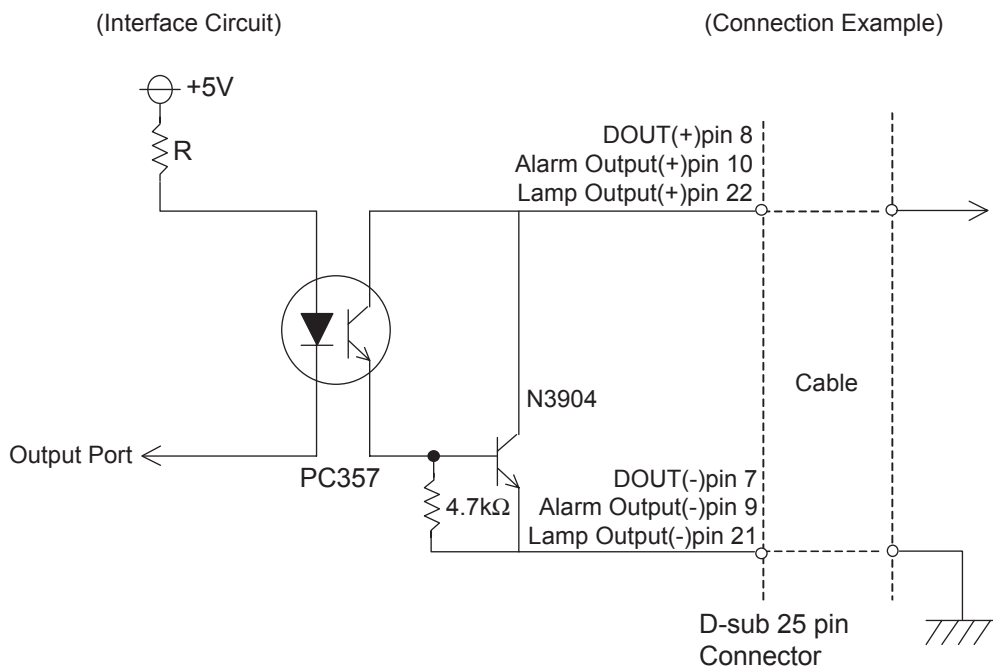 (Interface Circuit)
(Connection Example)
+5V
R
DOUT(+)pin 8
Alarm Output(+)pin 10
Lamp Output(+)pin 22
Cable
N3904
Output Port
PC357
4.7kΩ
DOUT(-)pin 7
Alarm Output(-)pin 9
Lamp Output(-)pin 21
D-sub 25 pin
Connector